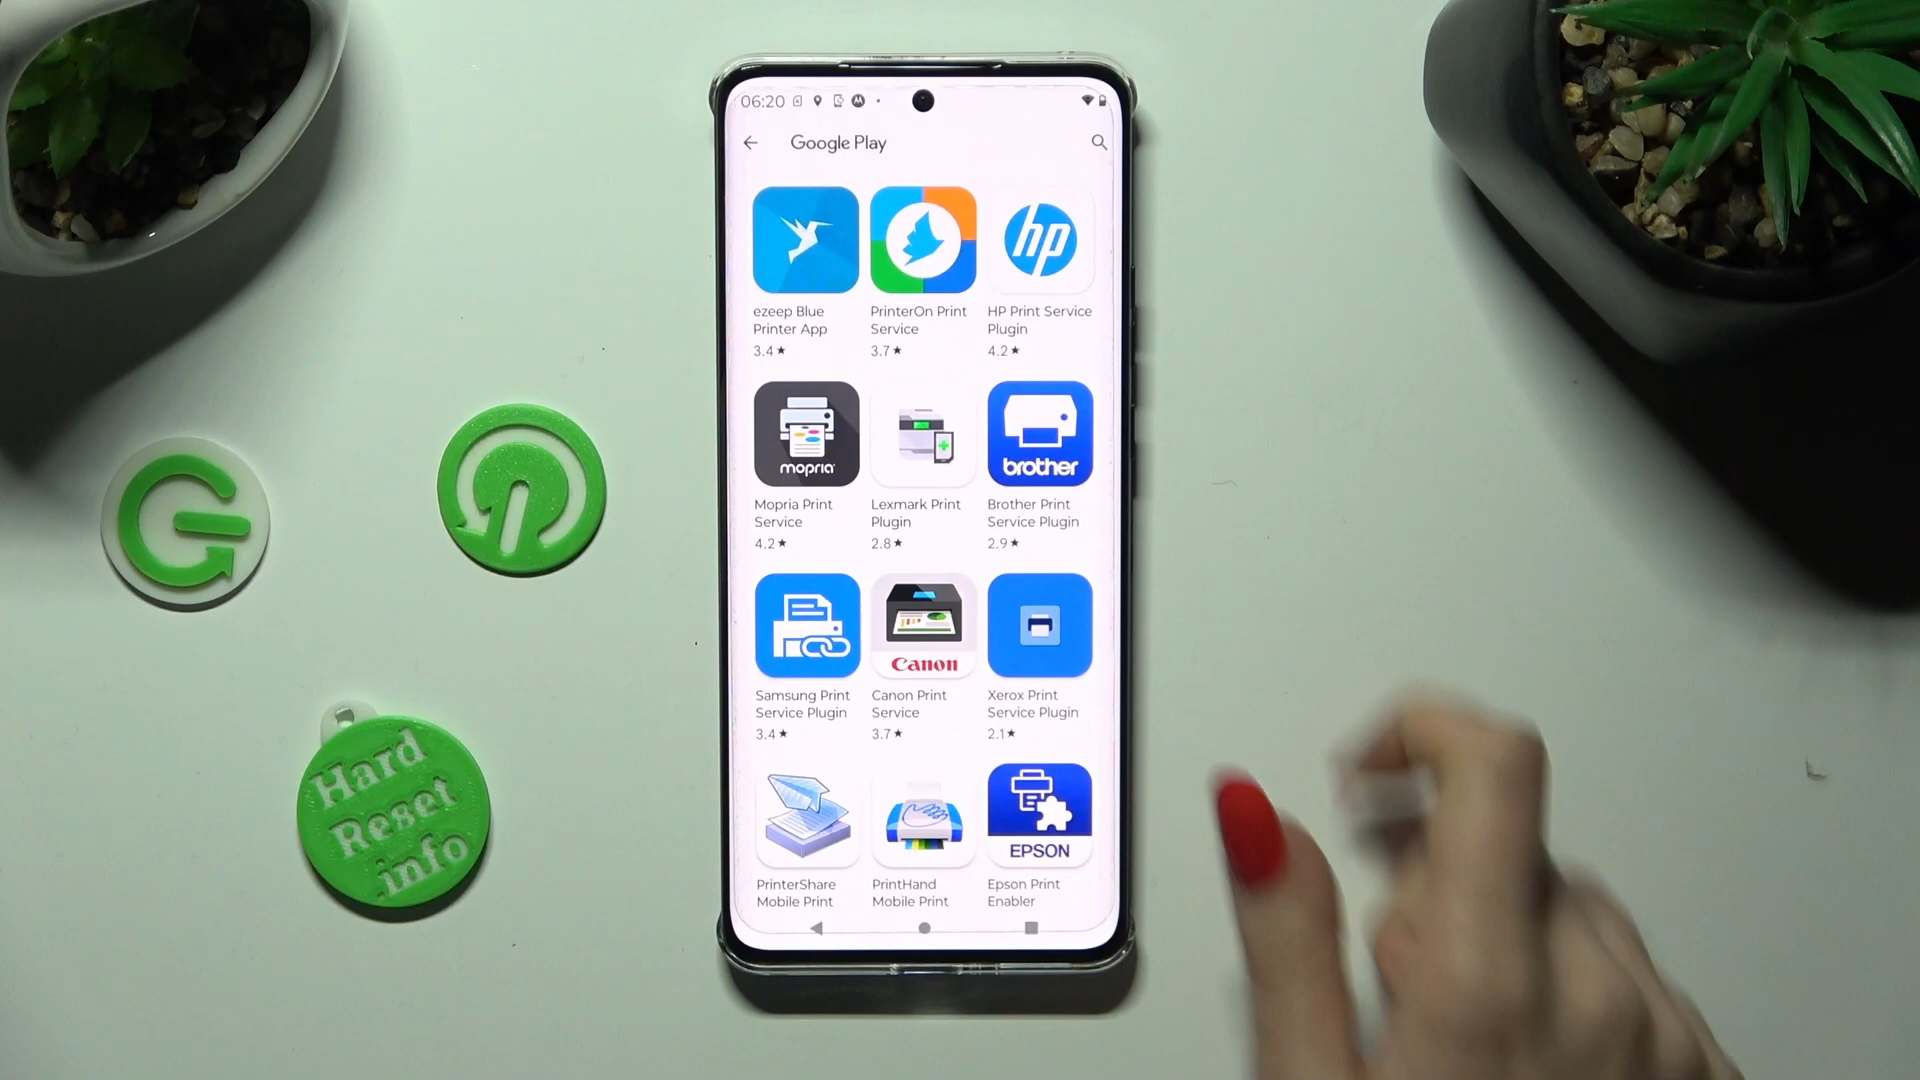 06:20
Google Play
hp
ezeep Blue
Printer App
3.4★
PrinterOn Print
Service
3.7★
HP Print Service
Plugin
4.2★
mopria
brother
Mopria Print
Service
4.2★
Lexmark Print
Plugin
2.8★
Brother Print
Service Plugin
2.9★
Canon
Samsung Print
Service Plugin
3.4★
Canon Print
Service
3.7★
Xerox Print
Service Plugin
2.1★
EPSON
PrinterShare
Mobile Print
PrintHand
Mobile Print
Epson Print
Enabler
Hard
Reset
.info